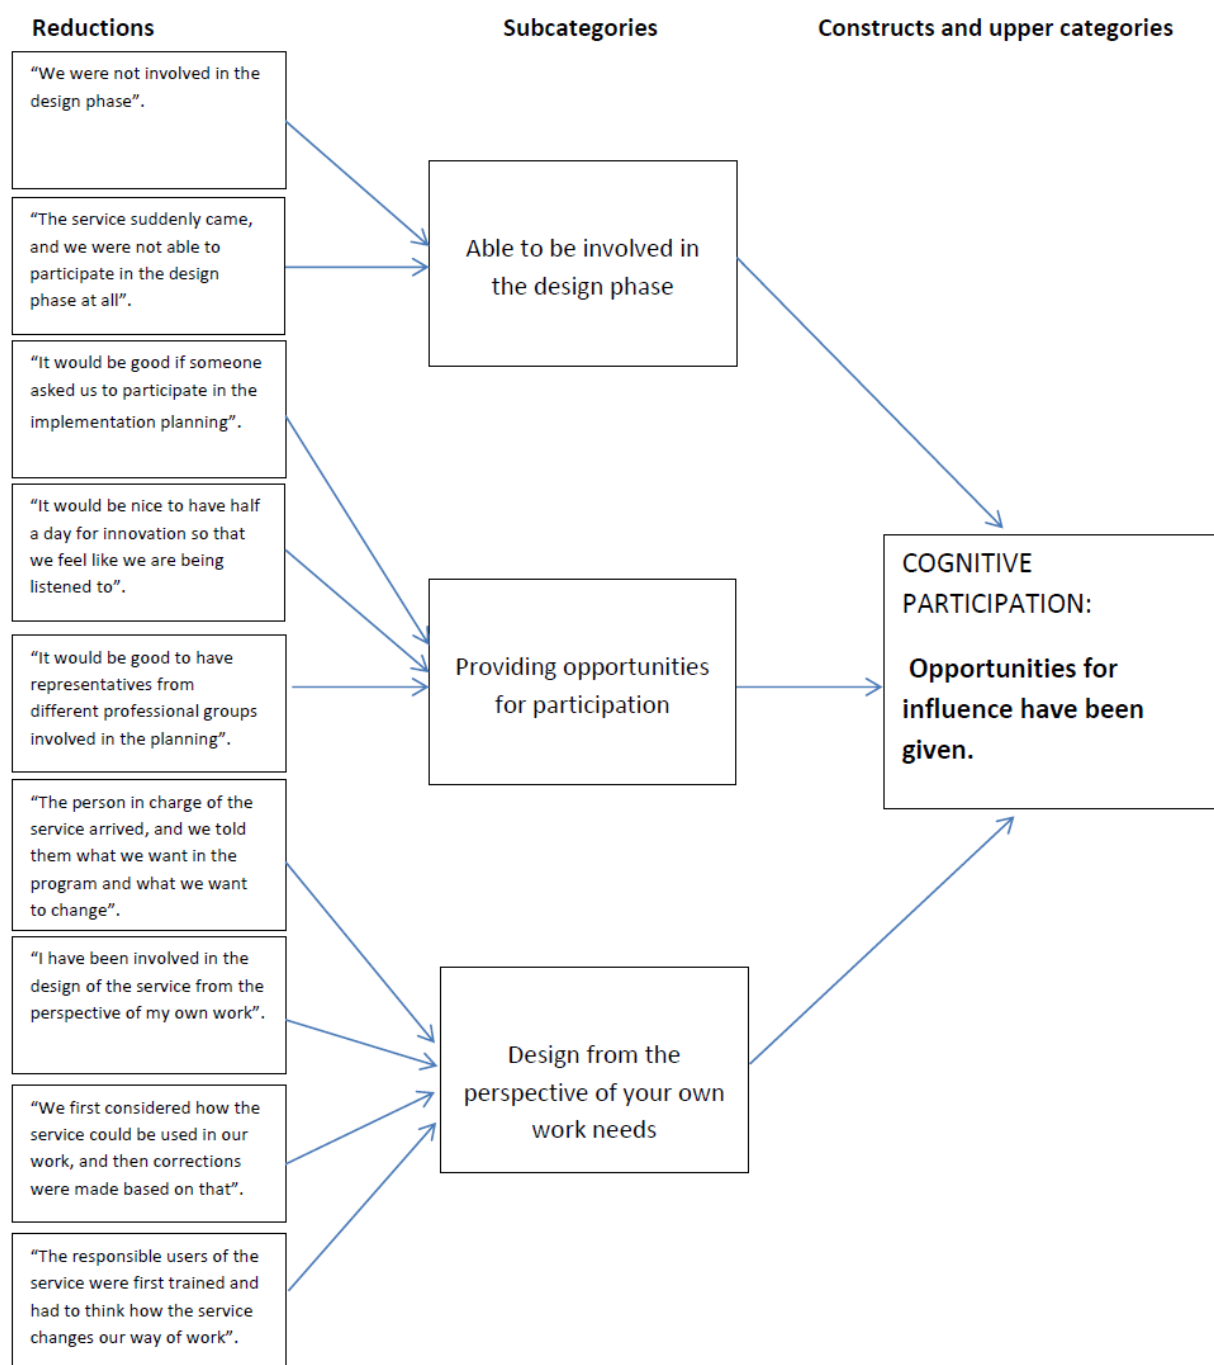 Reductions
Subcategories
Constructs and upper categories
“We were not involved in the
design phase”.
“The service suddenly came,
and we were not able to
participate in the design
phase at all”.
“It would be good if someone
asked us to participate in the
implementation planning”.
“It would be nice to have half
a day for innovation so that
we feel like we are being
listened to”.
“It would be good to have
representatives from
different professional groups
involved in the planning”.
“The person in charge of the
service arrived, and we told
them what we want in the
program and what we want
to change”.
“I have been involved in the
design of the service from the
perspective of my own work”.
“We first considered how the
service could be used in our
work, and then corrections
were made based on that”.
“The responsible users of the
service were first trained and
had to think how the service
changes our way of work”.
Able to be involved in
the design phase
Providing opportunities
for participation
Design from the
perspective of your own
work needs
COGNITIVE
PARTICIPATION:
Opportunities for
influence have been
given.